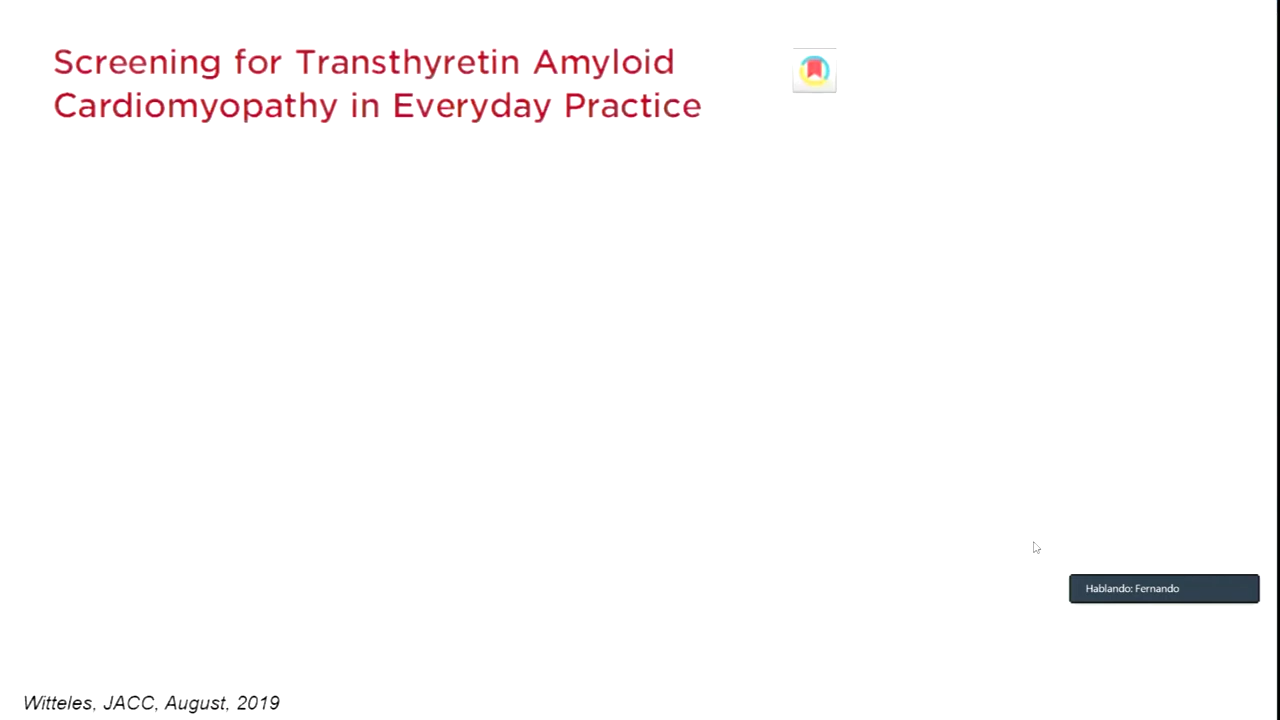 Screening for Transthyretin Amyloid
Cardiomyopathy in Everyday Practice
Hablando: Fernando
Witteles, JACC, August, 2019